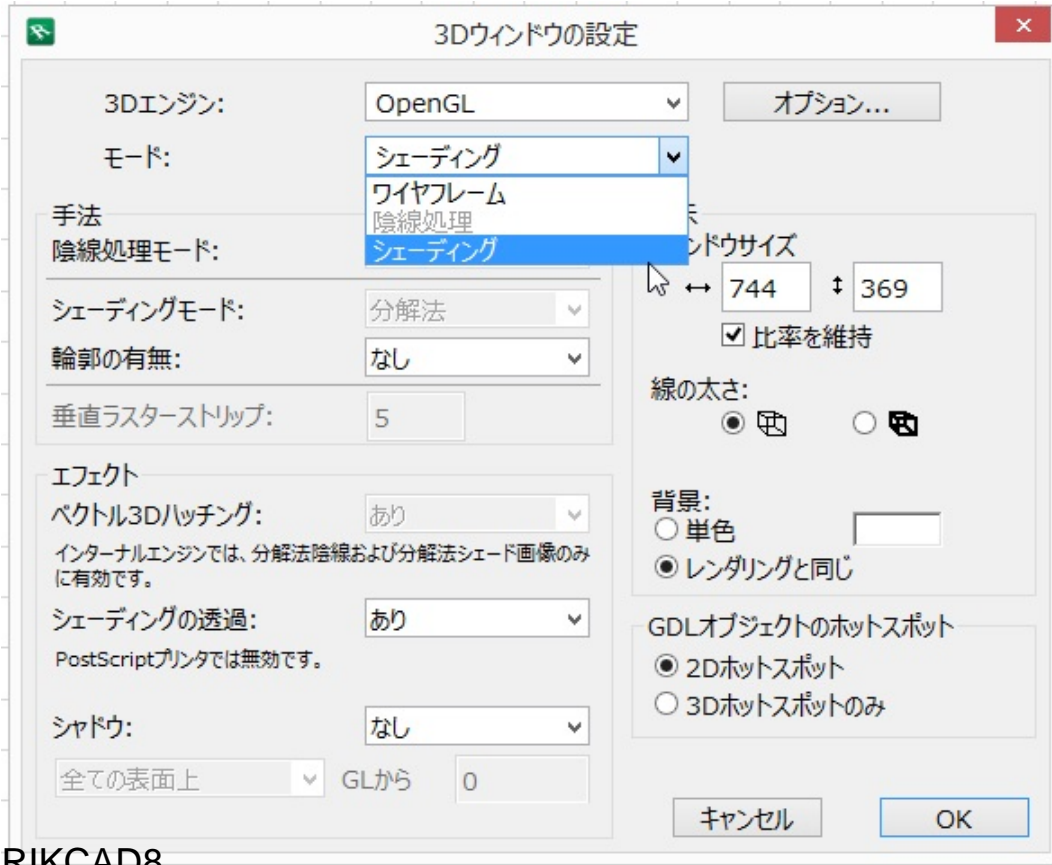 3Dウィンドウの設定
3Dエンジン: OpenGL オプション...
モード: シェーディング
ワイヤフレーム
陰線処理
シェーディング
手法
陰線処理モード:
シェーディングモード: 分解法
輪郭の有無: なし
垂直ラスターストリップ: 5
エフェクト
ベクトル3Dハッチング: あり
インターナルエンジンでは、分解法陰線および分解法シェード画像のみ
に有効です。
シェーディングの透過: あり
PostScriptプリンタでは無効です。
シャドウ: なし
全ての表面上 GLから 0
ンドウサイズ
↔ 744 ↕ 369
比率を維持
線の太さ:
背景:
単色
レンダリングと同じ
GDLオブジェクトのホットスポット
2Dホットスポット
3Dホットスポットのみ
キャンセル OK
RIKCAD8